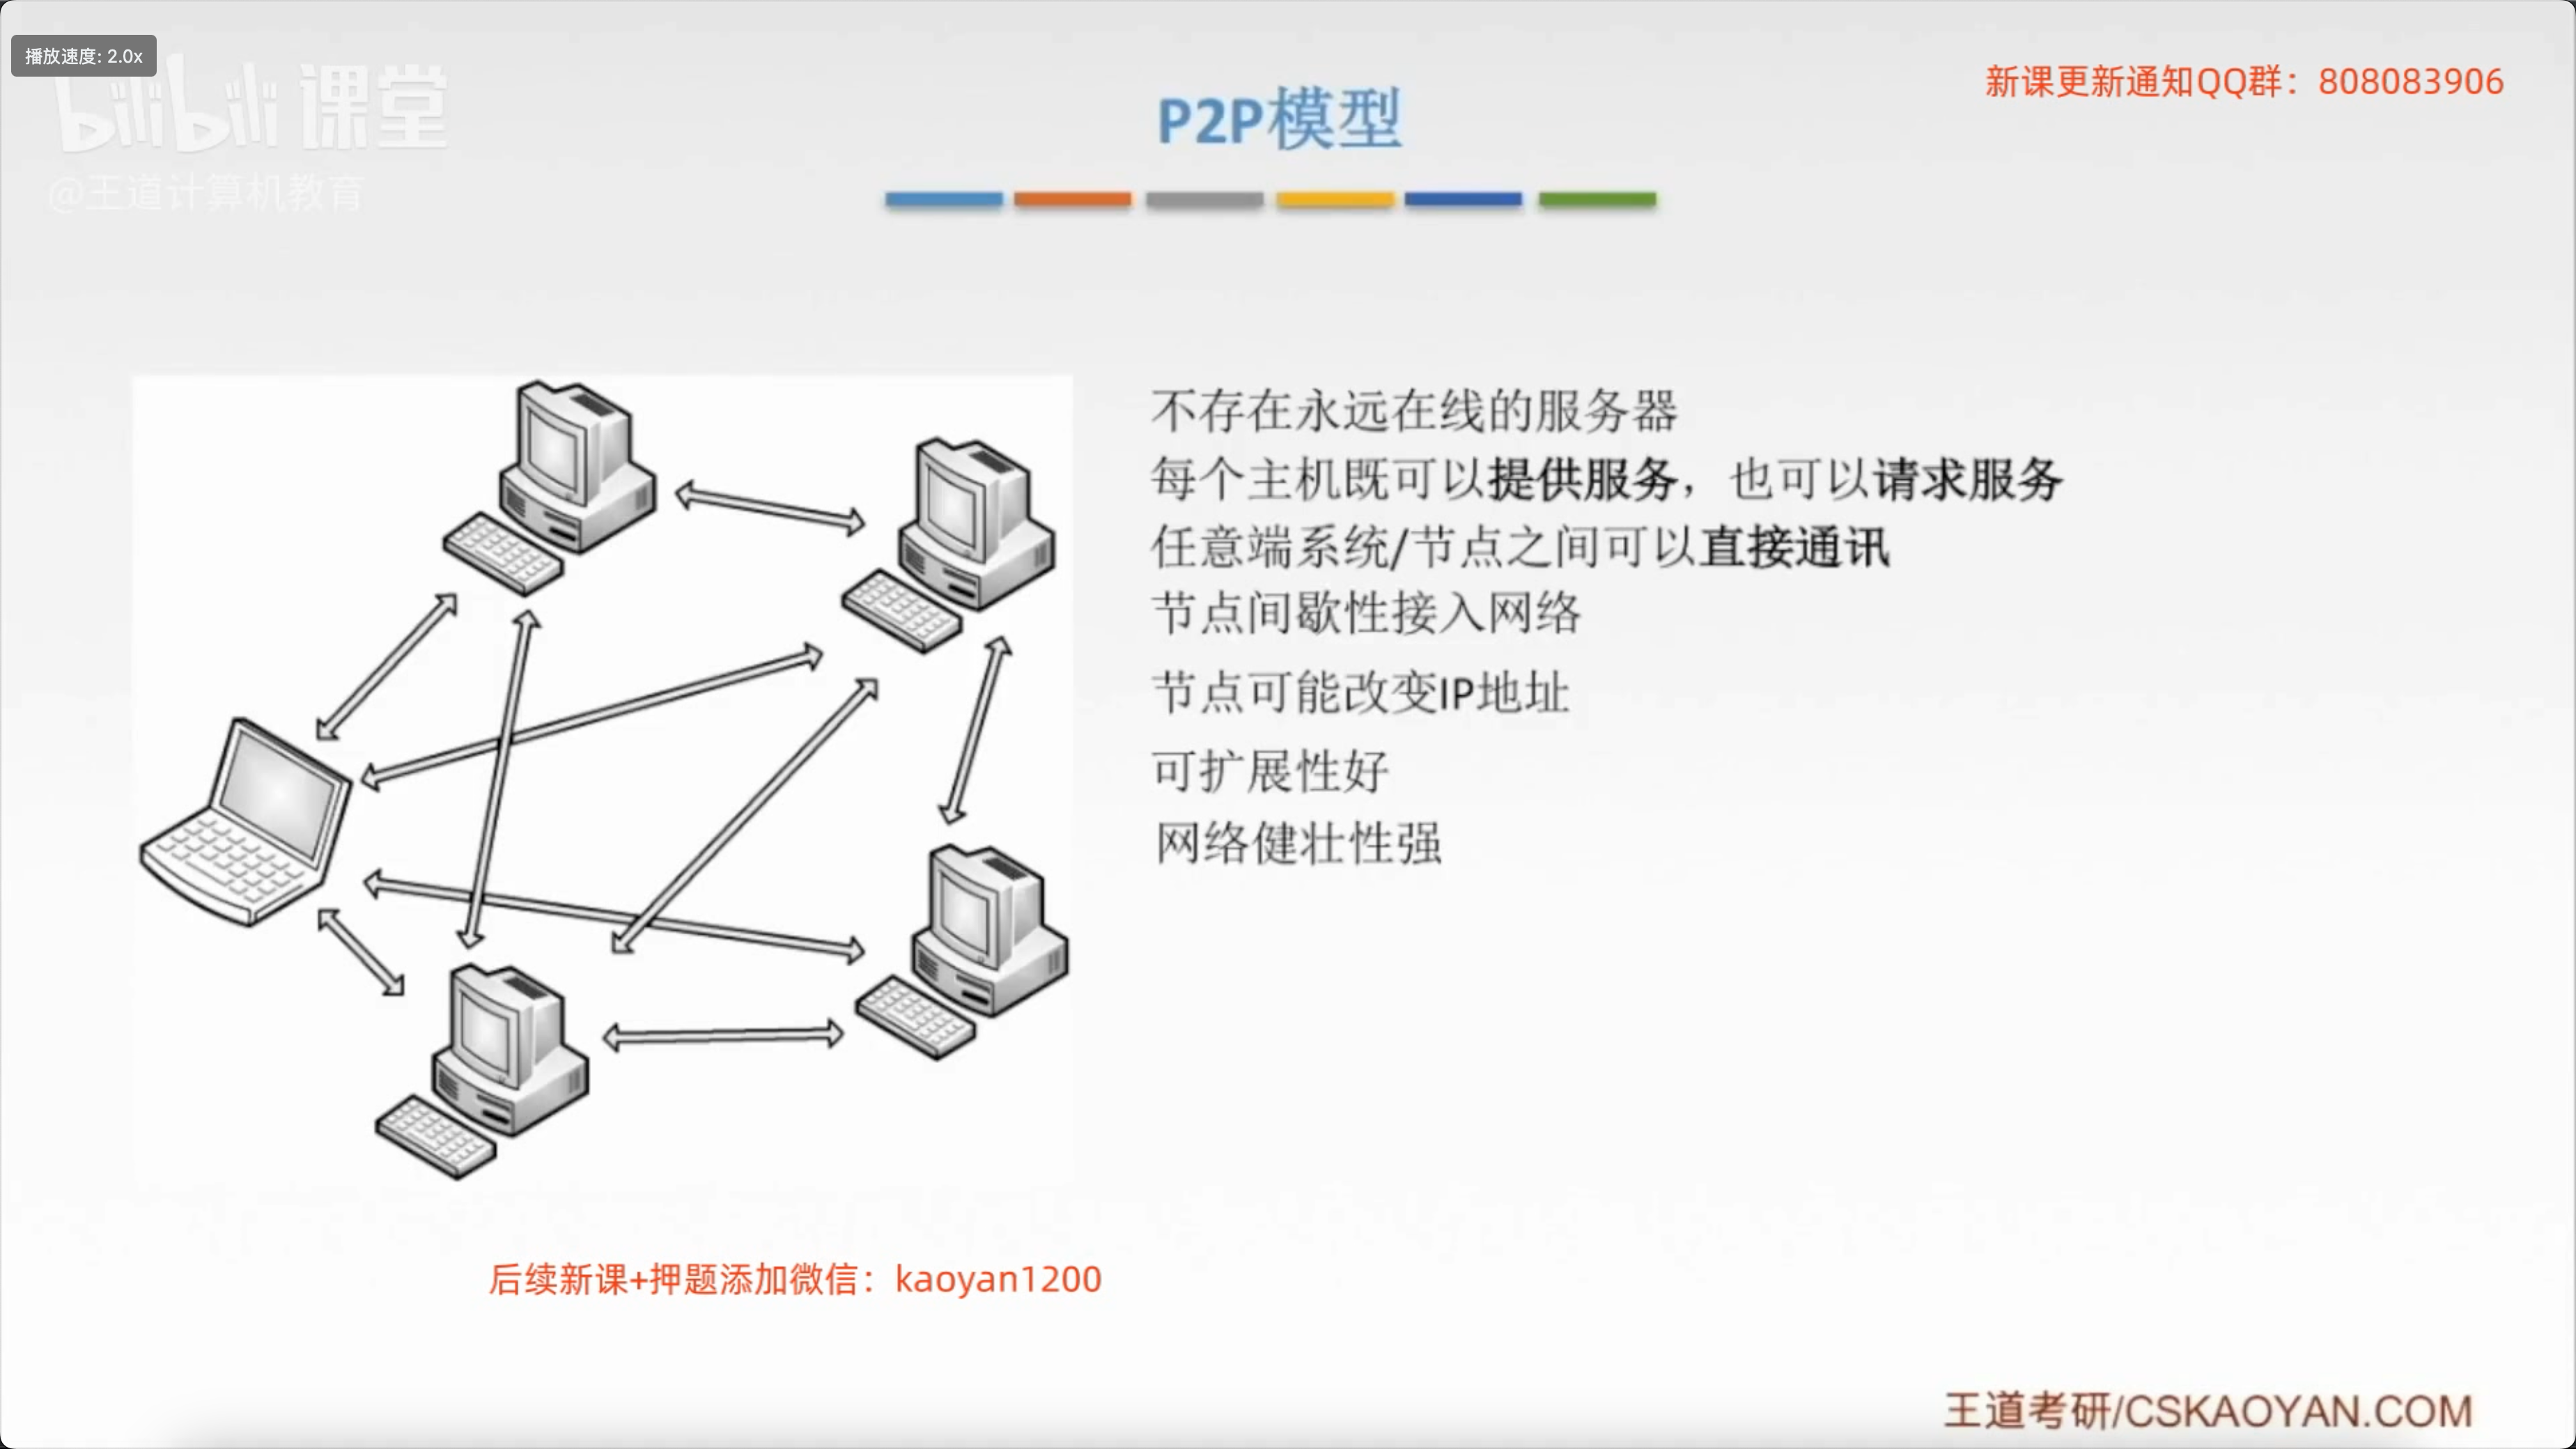 播放速度: 2.0x
bilibili 课堂
@王道计算机教育
新课更新通知QQ群：808083906
P2P模型
不存在永远在线的服务器
每个主机既可以提供服务，也可以请求服务
任意端系统/节点之间可以直接通讯
节点间歇性接入网络
节点可能改变IP地址
可扩展性好
网络健壮性强
后续新课+押题添加微信：kaoyan1200
王道考研/CSKAOYAN.COM